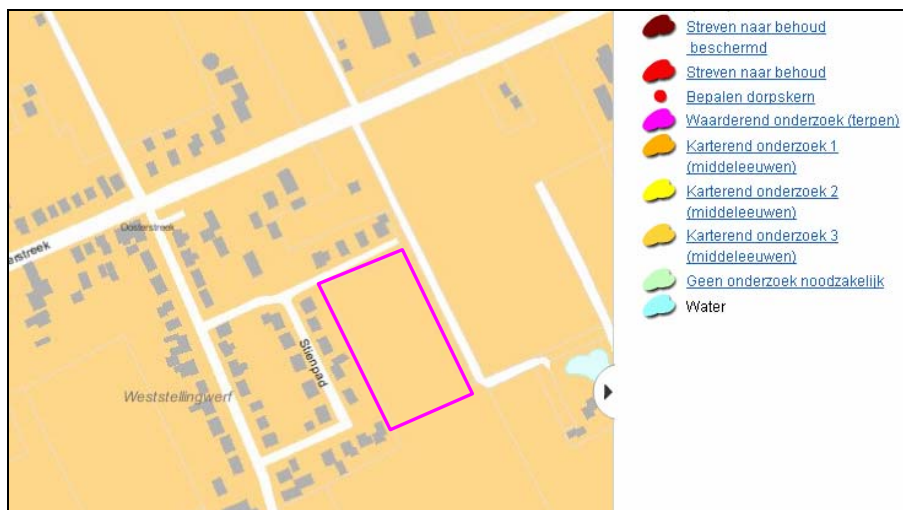 Oosterstreek
erstreek
Stienpad
Weststellingwerf
Streven naar behoud
beschermd
Streven naar behoud
Bepalen dorpskern
Waarderend onderzoek (terpen)
Karterend onderzoek 1
(middeleeuwen)
Karterend onderzoek 2
(middeleeuwen)
Karterend onderzoek 3
(middeleeuwen)
Geen onderzoek noodzakelijk
Water